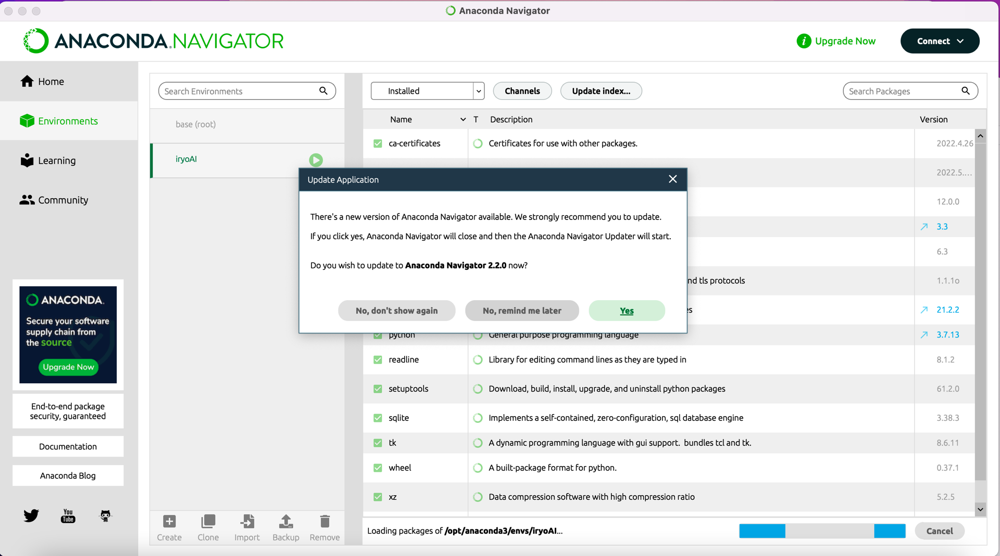 Anaconda Navigator
ANACONDA.NAVIGATOR
i Upgrade Now
Connect
Home
Environments
Learning
Community
ANACONDA.
Secure your software
supply chain from
the source
Upgrade Now
End-to-end package
security, guaranteed
Documentation
Anaconda Blog
You
Tube
Search Environments
base (root)
iryoAI
Create
Clone
Import
Backup
Remove
Installed
Channels
Update index...
Search Packages
Name T Description Version
ca-certificates Certificates for use with other packages. 2022.4.26
2022.5....
12.0.0
3.3
6.3
nd tls protocols 1.1.1o
es 21.2.2
python General purpose programming language 3.7.13
readline Library for editing command lines as they are typed in 8.1.2
setuptools Download, build, install, upgrade, and uninstall python packages 61.2.0
sqlite Implements a self-contained, zero-configuration, sql database engine 3.38.3
tk A dynamic programming language with gui support. bundles tcl and tk. 8.6.11
wheel A built-package format for python. 0.37.1
xz Data compression software with high compression ratio 5.2.5
Loading packages of /opt/anaconda3/envs/iryoAI...
Cancel
Update Application
There's a new version of Anaconda Navigator available. We strongly recommend you to update.
If you click yes, Anaconda Navigator will close and then the Anaconda Navigator Updater will start.
Do you wish to update to Anaconda Navigator 2.2.0 now?
No, don't show again
No, remind me later
Yes